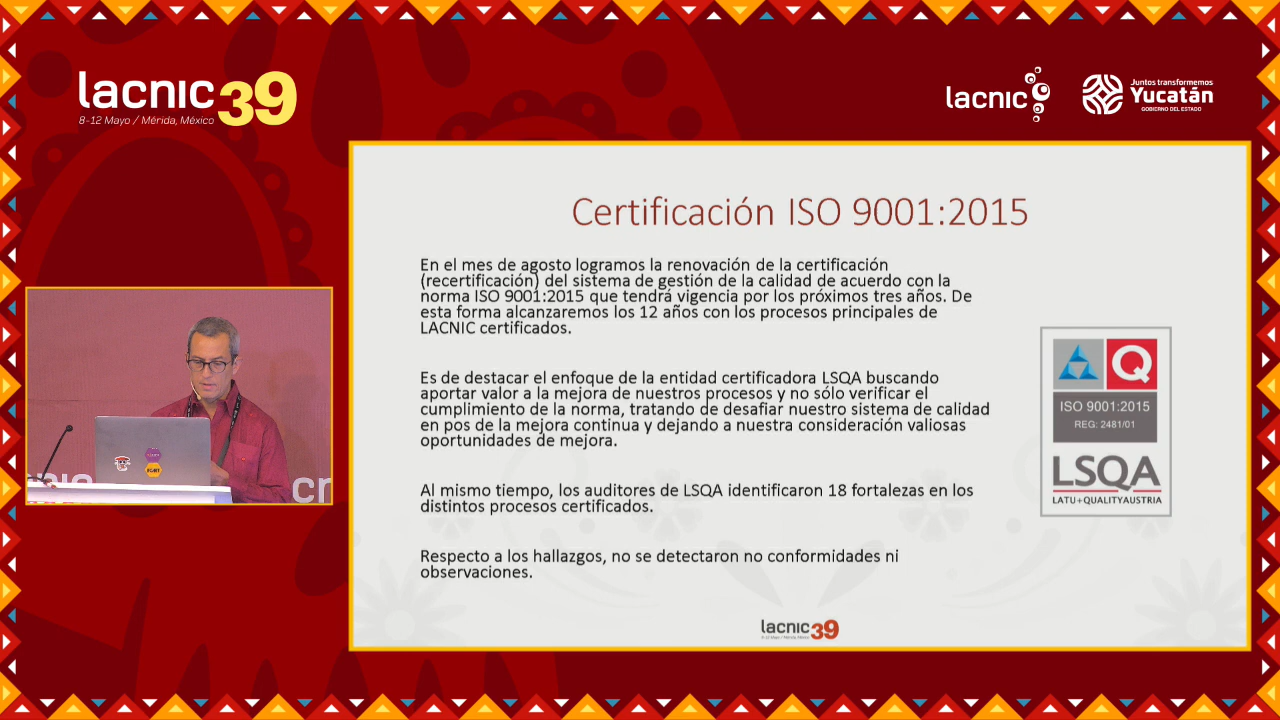 lacnic39
8-12 Mayo / Mérida, México
lacnic
Juntos transformemos
Yucatán
GOBIERNO DEL ESTADO
Certificación ISO 9001:2015
En el mes de agosto logramos la renovación de la certificación
(recertificación) del sistema de gestión de la calidad de acuerdo con la
norma ISO 9001:2015 que tendrá vigencia por los próximos tres años. De
esta forma alcanzaremos los 12 años con los procesos principales de
LACNIC certificados.
Es de destacar el enfoque de la entidad certificadora LSQA buscando
aportar valor a la mejora de nuestros procesos y no sólo verificar el
cumplimiento de la norma, tratando de desafiar nuestro sistema de calidad
en pos de la mejora continua y dejando a nuestra consideración valiosas
oportunidades de mejora.
Al mismo tiempo, los auditores de LSQA identificaron 18 fortalezas en los
distintos procesos certificados.
Respecto a los hallazgos, no se detectaron no conformidades ni
observaciones.
Q
ISO 9001:2015
REG: 2481/01
LSQA
LATU+QUALITYAUSTRIA
lacnic39
8-12 Mayo / Mérida, México